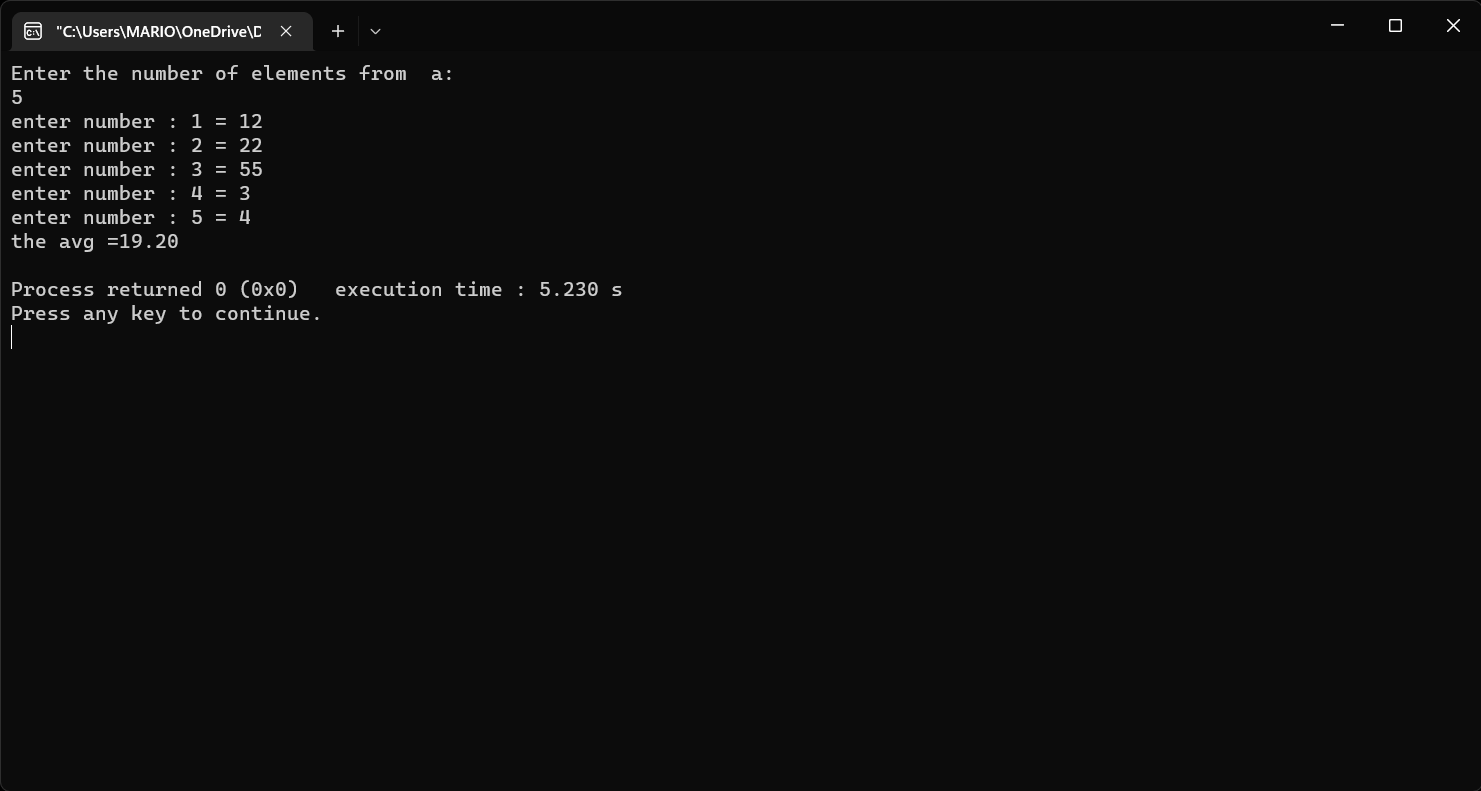 "C:\Users\MARIO\OneDrive\D
Enter the number of elements from  a:
5
enter number : 1 = 12
enter number : 2 = 22
enter number : 3 = 55
enter number : 4 = 3
enter number : 5 = 4
the avg =19.20
Process returned 0 (0x0)   execution time : 5.230 s
Press any key to continue.